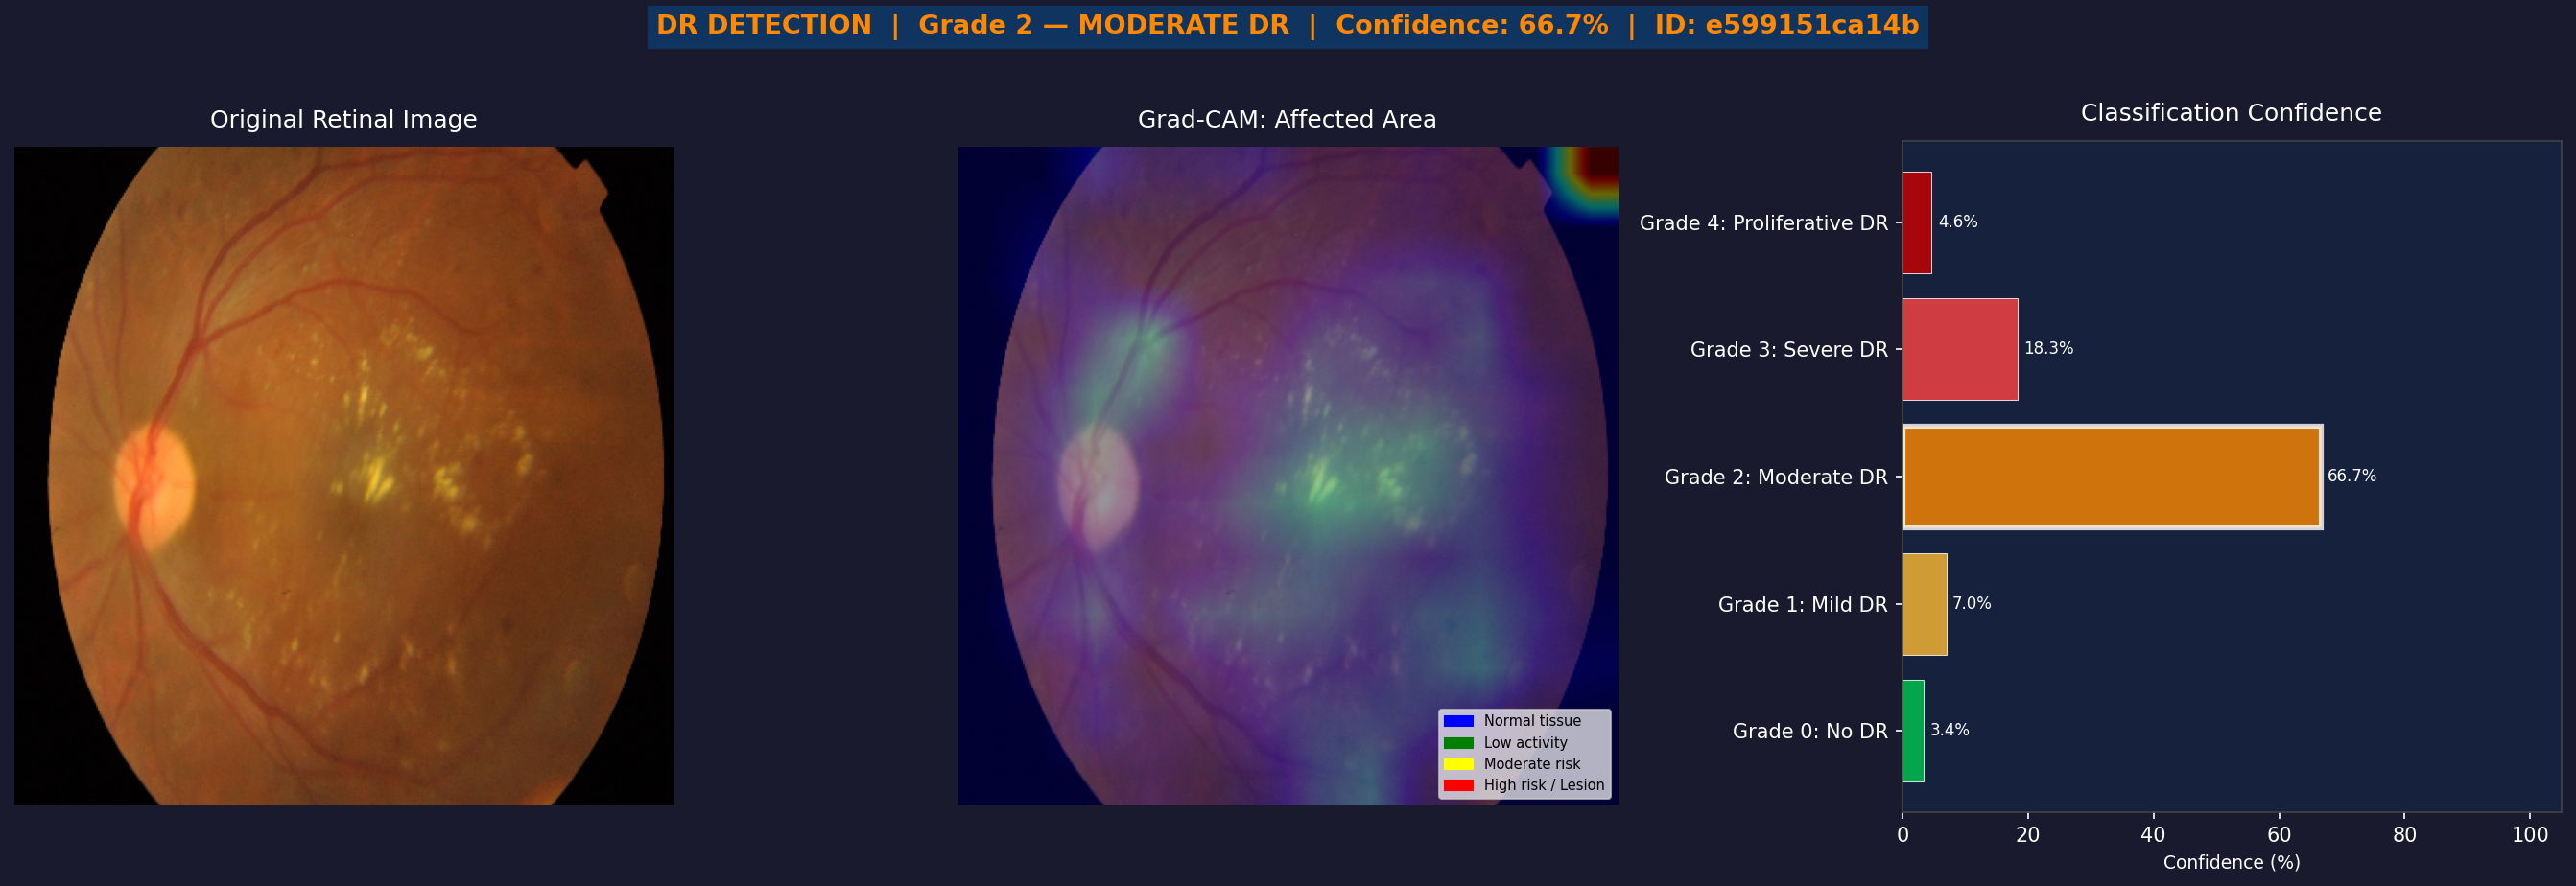 DR DETECTION | Grade 2 — MODERATE DR | Confidence: 66.7% | ID: e599151ca14b
Original Retinal Image
Grad-CAM: Affected Area
Normal tissue
Low activity
Moderate risk
High risk / Lesion
Classification Confidence
Grade 4: Proliferative DR 4.6%
Grade 3: Severe DR 18.3%
Grade 2: Moderate DR 66.7%
Grade 1: Mild DR 7.0%
Grade 0: No DR 3.4%
0 20 40 60 80 100
Confidence (%)